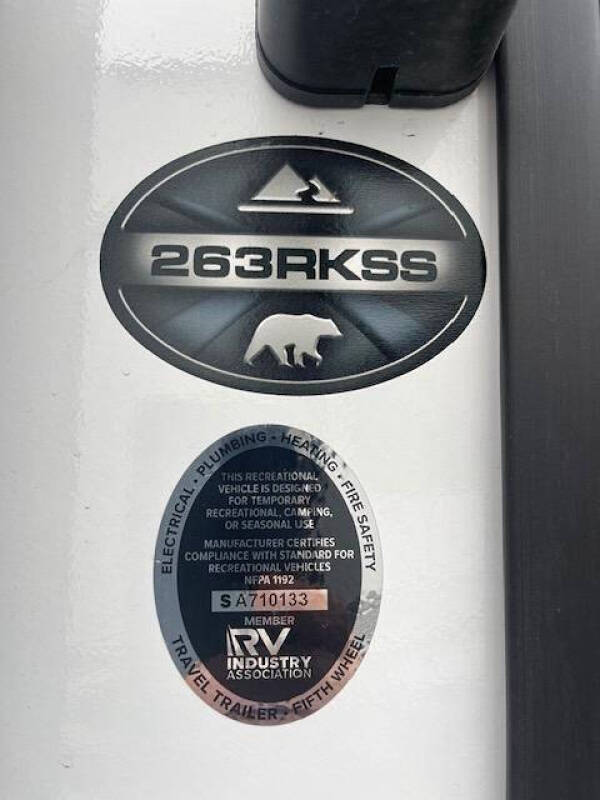 263RKSS
ELECTRICAL • PLUMBING • HEATING • FIRE SAFETY
THIS RECREATIONAL
VEHICLE IS DESIGNED
FOR TEMPORARY
RECREATIONAL, CAMPING,
OR SEASONAL USE
MANUFACTURER CERTIFIES
COMPLIANCE WITH STANDARD FOR
RECREATIONAL VEHICLES
NFPA 1192
S A710133
MEMBER
RV
INDUSTRY
ASSOCIATION
TRAVEL TRAILER • FIFTH WHEEL